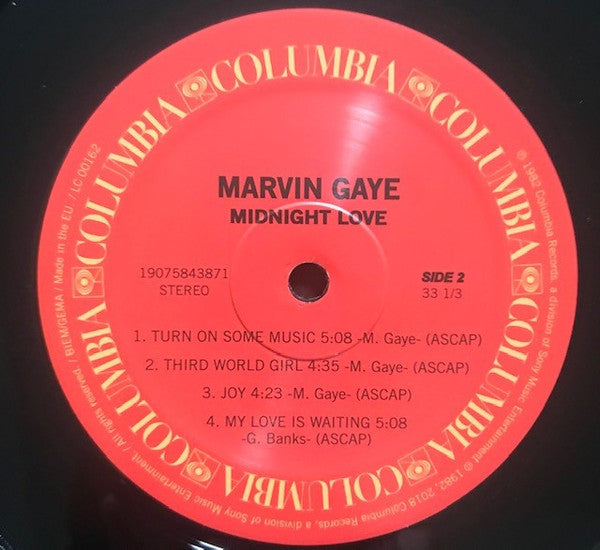 MARVIN GAYE
MIDNIGHT LOVE
19075843871
STEREO
SIDE 2
33 1/3
1. TURN ON SOME MUSIC 5:08 -M. Gaye- (ASCAP)
2. THIRD WORLD GIRL 4:35 -M. Gaye- (ASCAP)
3. JOY 4:23 -M. Gaye- (ASCAP)
4. MY LOVE IS WAITING 5:08
-G. Banks- (ASCAP)
COLUMBIA
COLUMBIA
COLUMBIA
COLUMBIA
COLUMBIA
COLUMBIA
COLUMBIA
℗ 1982 Columbia Records, a division of Sony Music Entertainment © 1982, 2018 Columbia Records, a division of Sony Music Entertainment. / All rights reserved. / BIEM/GEMA / Made in the EU / LC 00162